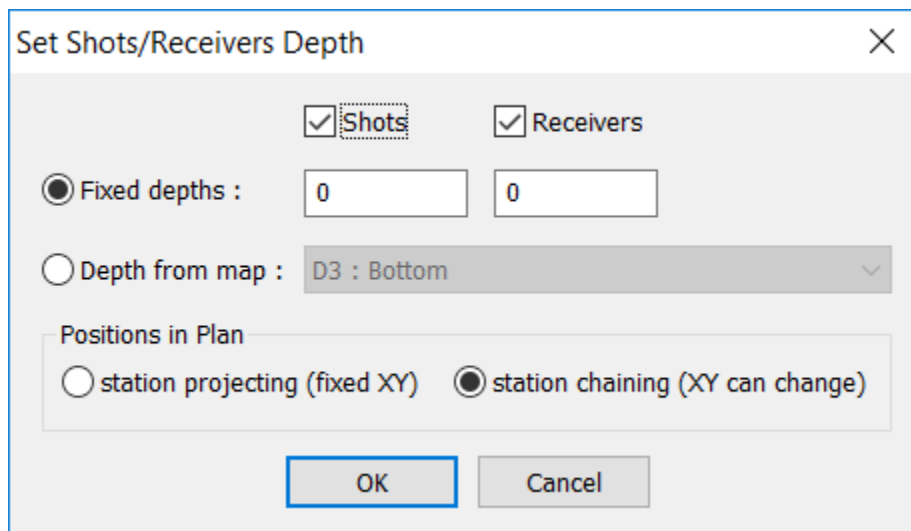 Set Shots/Receivers Depth
Shots Receivers
Fixed depths : 0 0
Depth from map : D3 : Bottom
Positions in Plan
station projecting (fixed XY) station chaining (XY can change)
OK Cancel